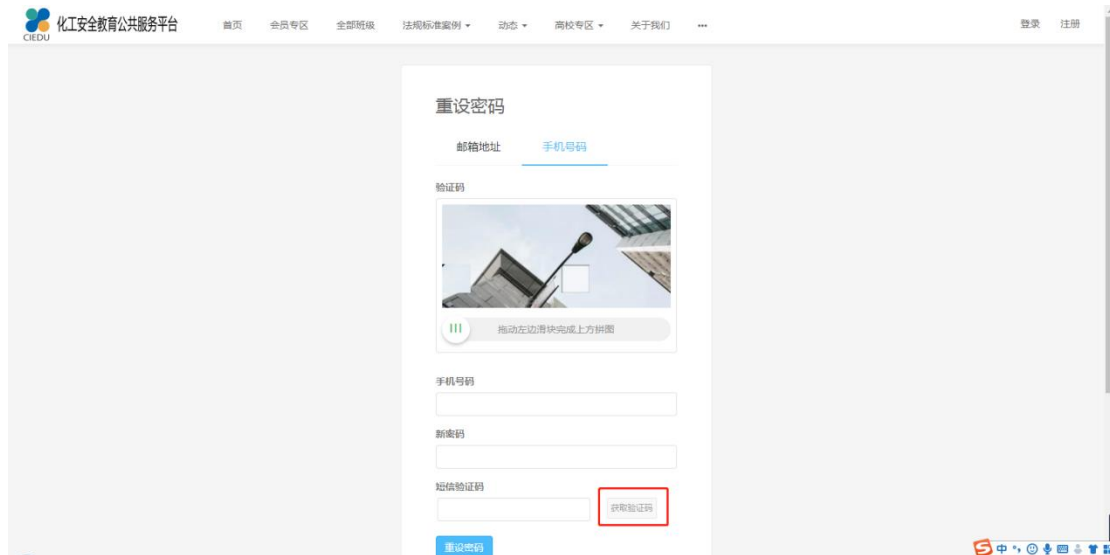 CIEDU 化工安全教育公共服务平台 首页 会员专区 全部班级 法规标准案例 动态 高校专区 关于我们 ... 登录 注册
重设密码
邮箱地址 手机号码
验证码
拖动左边滑块完成上方拼图
手机号码
新密码
短信验证码
获取验证码
重设密码
中